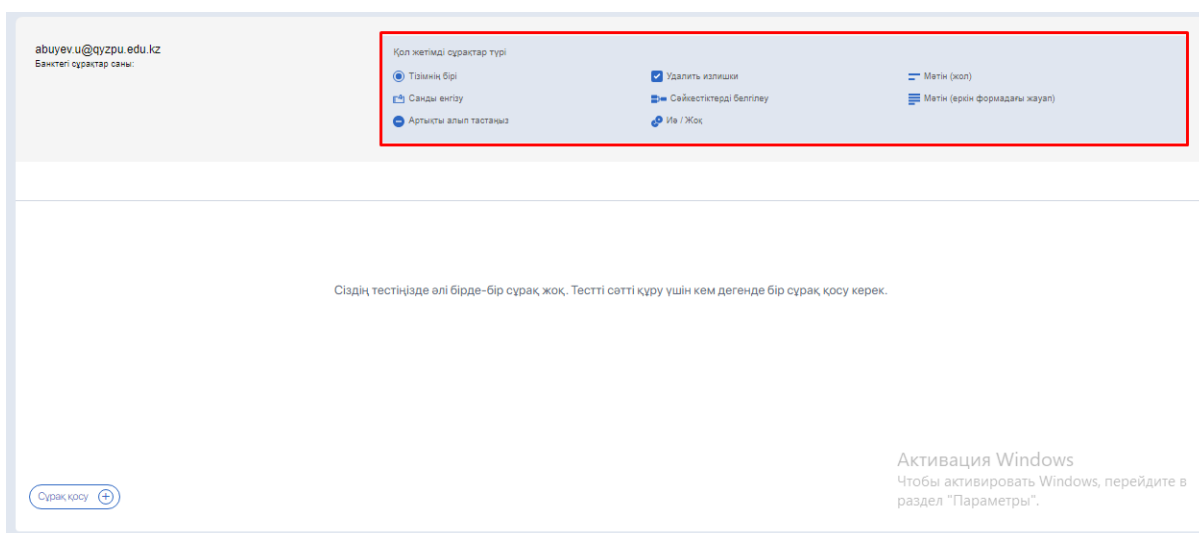 abuyev.u@qyzpu.edu.kz
Банктегі сұрақтар саны:
Қол жетімді сұрақтар түрі
Тізімнің бірі
Удалить излишки
Мәтін (жол)
Санды енгізу
Сәйкестіктерді белгілеу
Мәтін (еркін формадағы жауап)
Артықты алып тастаңыз
Иә / Жоқ
Сіздің тестіңізде әлі бірде-бір сұрақ жоқ. Тестті сәтті құру үшін кем дегенде бір сұрақ қосу керек.
Активация Windows
Чтобы активировать Windows, перейдите в
раздел "Параметры".
Сұрақ қосу